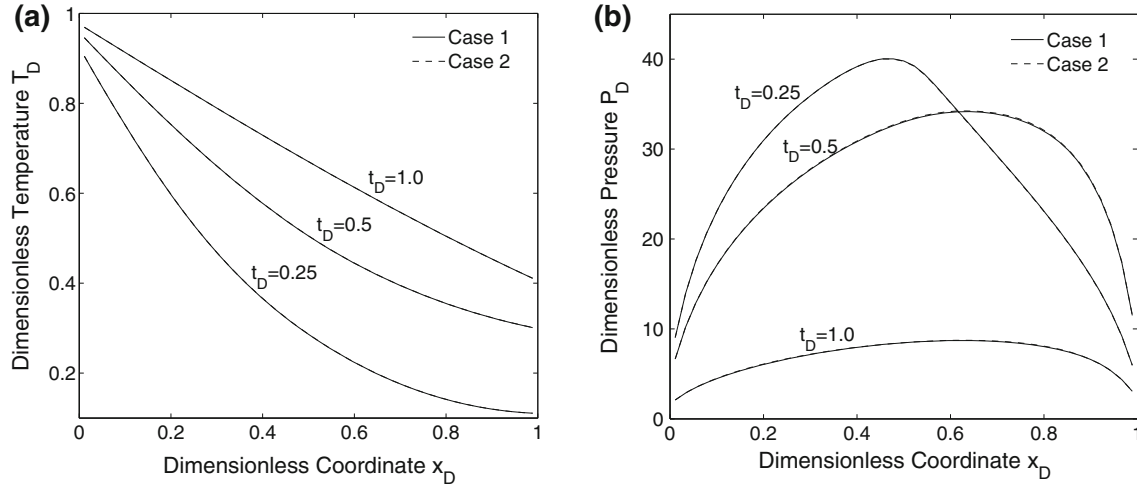 (a)
1
0.8
0.6
0.4
0.2
0
0.2
0.4
0.6
0.8
1
Dimensionless Temperature T_D
Dimensionless Coordinate x_D
Case 1
Case 2
t_D=1.0
t_D=0.5
t_D=0.25
(b)
40
30
20
10
0
0
0.2
0.4
0.6
0.8
1
Dimensionless Pressure P_D
Dimensionless Coordinate x_D
Case 1
Case 2
t_D=0.25
t_D=0.5
t_D=1.0